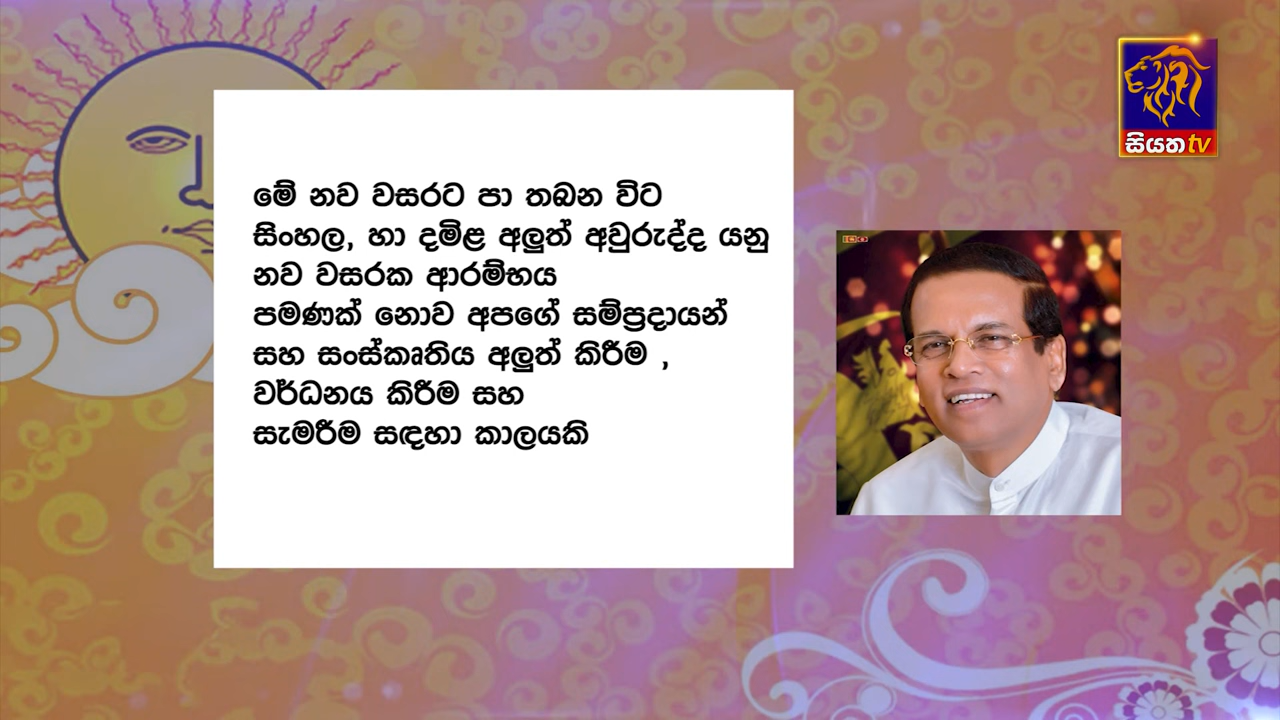 සියත tv
මේ නව වසරට පා තබන විට
සිංහල, හා දමිළ අලුත් අවුරුද්ද යනු
නව වසරක ආරම්භය
පමණක් නොව අපගේ සම්ප්‍රදායන්
සහ සංස්කෘතිය අලුත් කිරීම ,
වර්ධනය කිරීම සහ
සැමරීම සඳහා කාලයකි